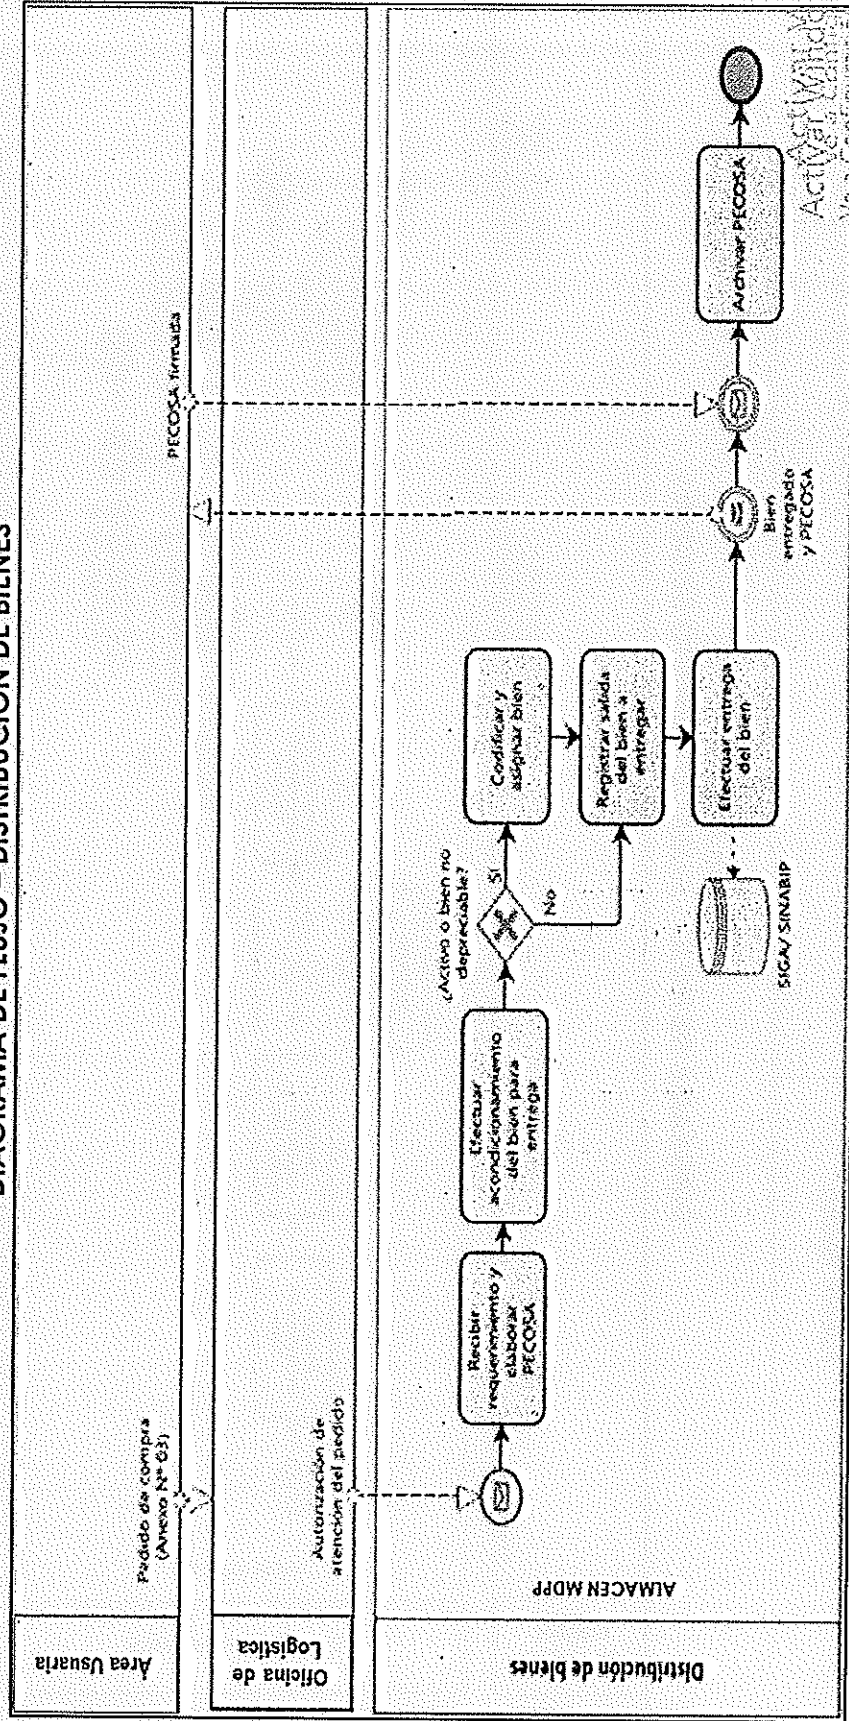 DIAGRAMA DE FLUJO – DISTRIBUCIÓN DE BIENES
Área Usuaria
Pedido de compra
(Anexo N° 03)
PECOSA firmada
Oficina de
Logística
Autorización de
atención del pedido
Distribución de bienes
ALMACEN MDPP
Recibir
requerimiento y
elaborar
PECOSA
Efectuar
acondicionamiento
del bien para
entrega
¿Activo o bien no
depreciable?
SI
No
Codificar y
asignar bien
Registrar salida
del bien a
entregar
Efectuar entrega
del bien
SIGA/ SINABIP
Bien
entregado
y PECOSA
Archivar PECOSA
Activar Windo